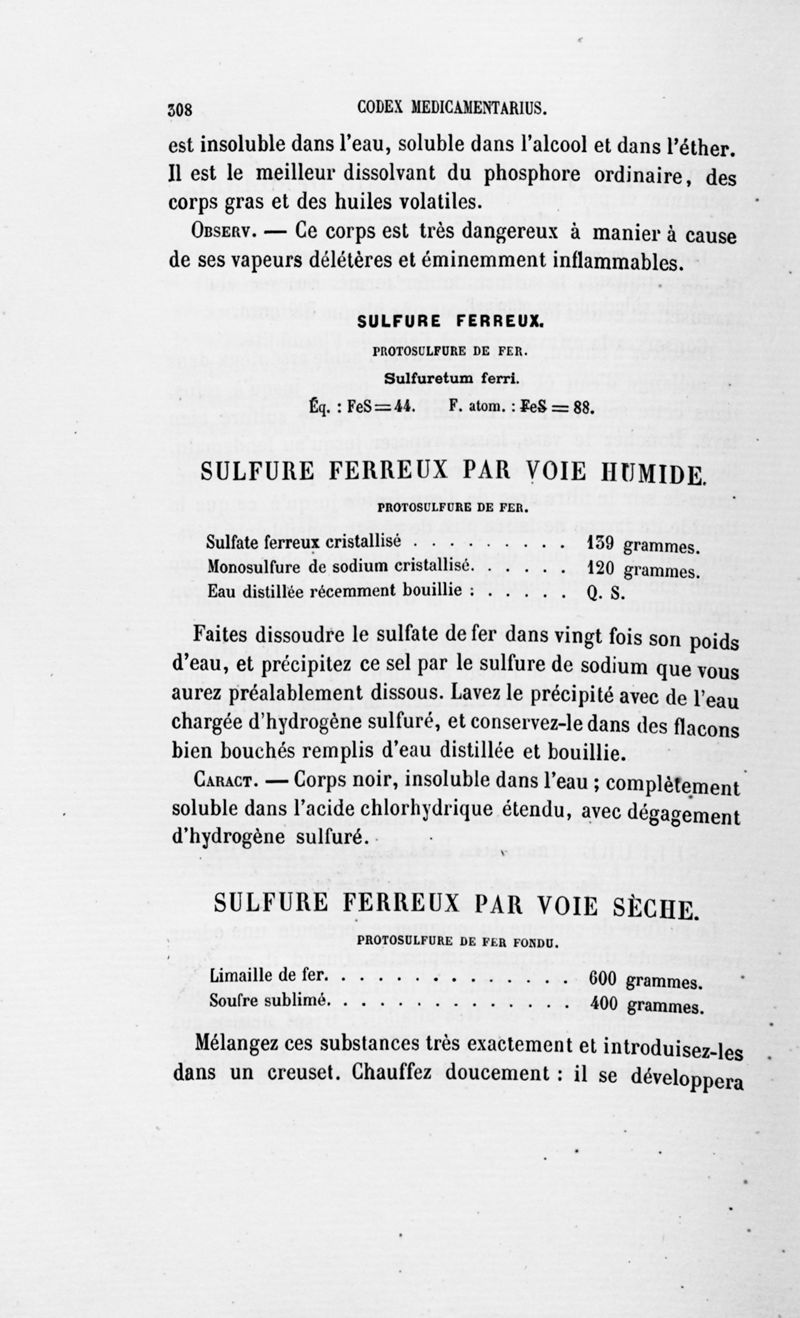 308 CODEX MEDICAMENTARIUS.
est insoluble dans l'eau, soluble dans l'alcool et dans l'éther.
Il est le meilleur dissolvant du phosphore ordinaire, des
corps gras et des huiles volatiles.
OBSERV. — Ce corps est très dangereux à manier à cause
de ses vapeurs délétères et éminemment inflammables.
SULFURE FERREUX.
PROTOSULFURE DE FER.
Sulfuretum ferri.
Éq. : FeS = 44. F. atom. : FeS = 88.
SULFURE FERREUX PAR VOIE HUMIDE.
PROTOSULFURE DE FER.
Sulfate ferreux cristallisé . . . . . . . . . 139 grammes.
Monosulfure de sodium cristallisé. . . . . . 120 grammes.
Eau distillée récemment bouillie : . . . . . Q. S.
Faites dissoudre le sulfate de fer dans vingt fois son poids
d'eau, et précipitez ce sel par le sulfure de sodium que vous
aurez préalablement dissous. Lavez le précipité avec de l'eau
chargée d'hydrogène sulfuré, et conservez-le dans des flacons
bien bouchés remplis d'eau distillée et bouillie.
CARACT. — Corps noir, insoluble dans l'eau ; complètement
soluble dans l'acide chlorhydrique étendu, avec dégagement
d'hydrogène sulfuré.
SULFURE FERREUX PAR VOIE SÈCHE.
PROTOSULFURE DE FER FONDU.
Limaille de fer. . . . . . . . . . . . . . 600 grammes.
Soufre sublimé. . . . . . . . . . . . . . 400 grammes.
Mélangez ces substances très exactement et introduisez-les
dans un creuset. Chauffez doucement : il se développera